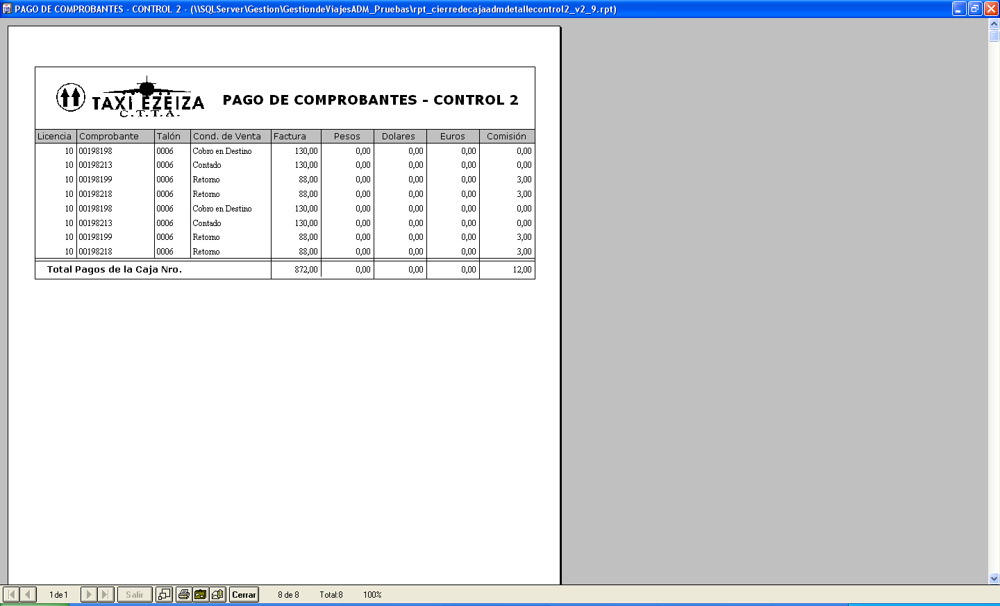 PAGO DE COMPROBANTES - CONTROL 2 - (\\SQLServer\Gestion\GestiondeViajesADM_Pruebas\rpt_cierredecajaadmdetallecontrol2_v2_9.rpt)
TAXI EZEIZA
C.T.T.A.
PAGO DE COMPROBANTES - CONTROL 2
Licencia Comprobante Talón Cond. de Venta Factura Pesos Dolares Euros Comisión
10 00198198 0006 Cobro en Destino 130,00 0,00 0,00 0,00 0,00
10 00198213 0006 Contado 130,00 0,00 0,00 0,00 0,00
10 00198199 0006 Retorno 88,00 0,00 0,00 0,00 3,00
10 00198218 0006 Retorno 88,00 0,00 0,00 0,00 3,00
10 00198198 0006 Cobro en Destino 130,00 0,00 0,00 0,00 0,00
10 00198213 0006 Contado 130,00 0,00 0,00 0,00 0,00
10 00198199 0006 Retorno 88,00 0,00 0,00 0,00 3,00
10 00198218 0006 Retorno 88,00 0,00 0,00 0,00 3,00
Total Pagos de la Caja Nro. 872,00 0,00 0,00 0,00 12,00
1 de 1 Salir Cerrar 8 de 8 Total:8 100%